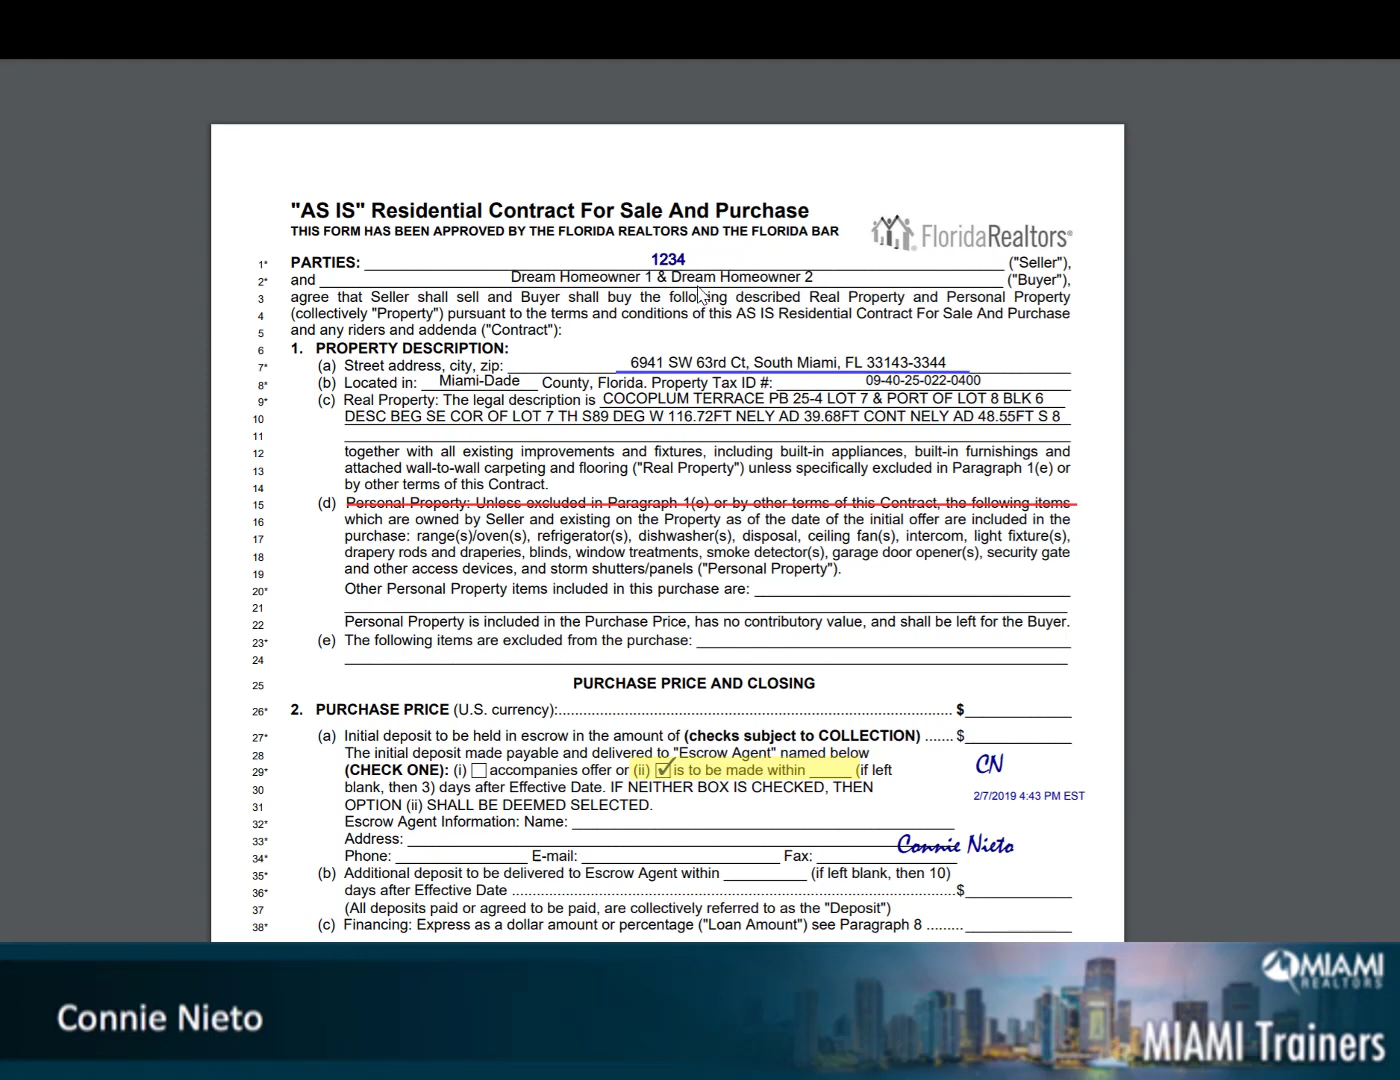 "AS IS" Residential Contract For Sale And Purchase
THIS FORM HAS BEEN APPROVED BY THE FLORIDA REALTORS AND THE FLORIDA BAR
FloridaRealtors®
1* PARTIES: 1234 ("Seller"),
2* and Dream Homeowner 1 & Dream Homeowner 2 ("Buyer"),
3 agree that Seller shall sell and Buyer shall buy the following described Real Property and Personal Property
4 (collectively "Property") pursuant to the terms and conditions of this AS IS Residential Contract For Sale And Purchase
5 and any riders and addenda ("Contract"):
6 1. PROPERTY DESCRIPTION:
7* (a) Street address, city, zip: 6941 SW 63rd Ct, South Miami, FL 33143-3344
8* (b) Located in: Miami-Dade County, Florida. Property Tax ID #: 09-40-25-022-0400
9* (c) Real Property: The legal description is COCOPLUM TERRACE PB 25-4 LOT 7 & PORT OF LOT 8 BLK 6
10 DESC BEG SE COR OF LOT 7 TH S89 DEG W 116.72FT NELY AD 39.68FT CONT NELY AD 48.55FT S 8
11
12 together with all existing improvements and fixtures, including built-in appliances, built-in furnishings and
13 attached wall-to-wall carpeting and flooring ("Real Property") unless specifically excluded in Paragraph 1(e) or
14 by other terms of this Contract.
15 (d) Personal Property: Unless excluded in Paragraph 1(e) or by other terms of this Contract, the following items
16 which are owned by Seller and existing on the Property as of the date of the initial offer are included in the
17 purchase: range(s)/oven(s), refrigerator(s), dishwasher(s), disposal, ceiling fan(s), intercom, light fixture(s),
18 drapery rods and draperies, blinds, window treatments, smoke detector(s), garage door opener(s), security gate
19 and other access devices, and storm shutters/panels ("Personal Property").
20* Other Personal Property items included in this purchase are:
21
22 Personal Property is included in the Purchase Price, has no contributory value, and shall be left for the Buyer.
23* (e) The following items are excluded from the purchase:
24
25 PURCHASE PRICE AND CLOSING
26* 2. PURCHASE PRICE (U.S. currency):.................... $
27* (a) Initial deposit to be held in escrow in the amount of (checks subject to COLLECTION) ....... $
28 The initial deposit made payable and delivered to "Escrow Agent" named below
29* (CHECK ONE): (i) ☐ accompanies offer or (ii) ☑ is to be made within _____ (if left
CN
30 blank, then 3) days after Effective Date. IF NEITHER BOX IS CHECKED, THEN
2/7/2019 4:43 PM EST
31 OPTION (ii) SHALL BE DEEMED SELECTED.
32* Escrow Agent Information: Name:
33* Address:
Connie Nieto
34* Phone: E-mail: Fax:
35* (b) Additional deposit to be delivered to Escrow Agent within (if left blank, then 10)
36* days after Effective Date .................... $
37 (All deposits paid or agreed to be paid, are collectively referred to as the "Deposit")
38* (c) Financing: Express as a dollar amount or percentage ("Loan Amount") see Paragraph 8 .........
Connie Nieto
MIAMI
REALTORS
MIAMI Trainers